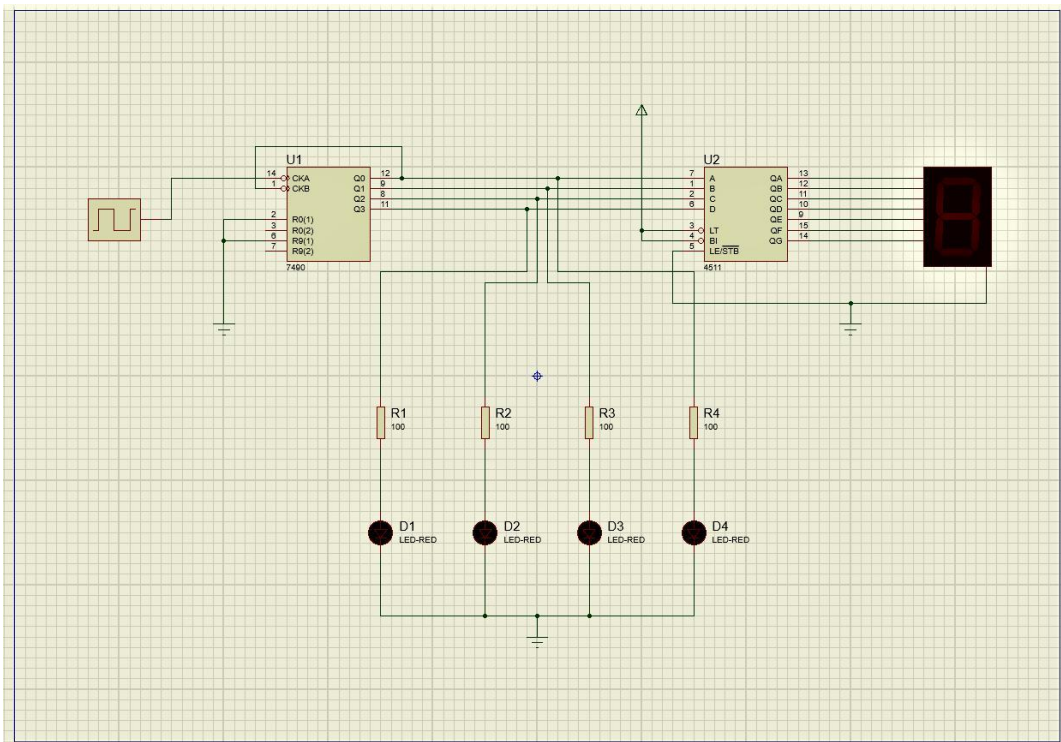 U1
14 CKA Q0 12
1 CKB Q1 9
Q2 8
Q3 11
2 R0(1)
3 R0(2)
6 R9(1)
7 R9(2)
7490
U2
7 A QA 13
1 B QB 12
2 C QC 11
6 D QD 10
QE 9
3 LT QF 15
4 BI QG 14
5 LE/STB
4511
R1
100
R2
100
R3
100
R4
100
D1
LED-RED
D2
LED-RED
D3
LED-RED
D4
LED-RED